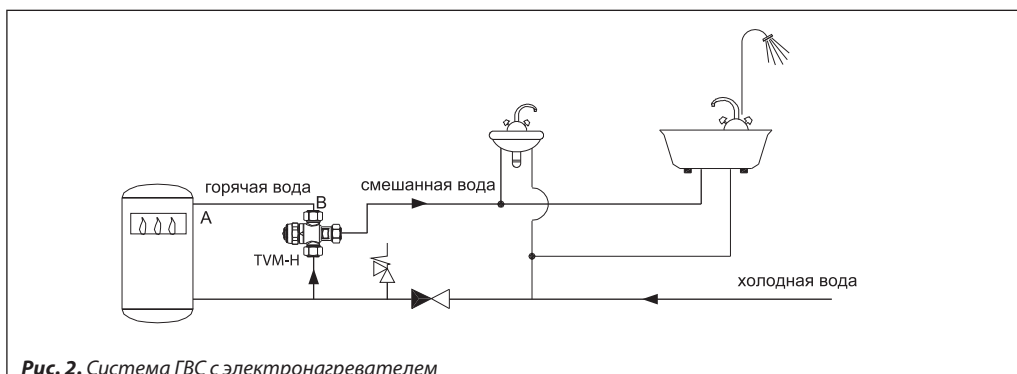 горячая вода
B
смешанная вода
A
TVM-H
холодная вода
Рис. 2. Система ГВС с электронагревателем